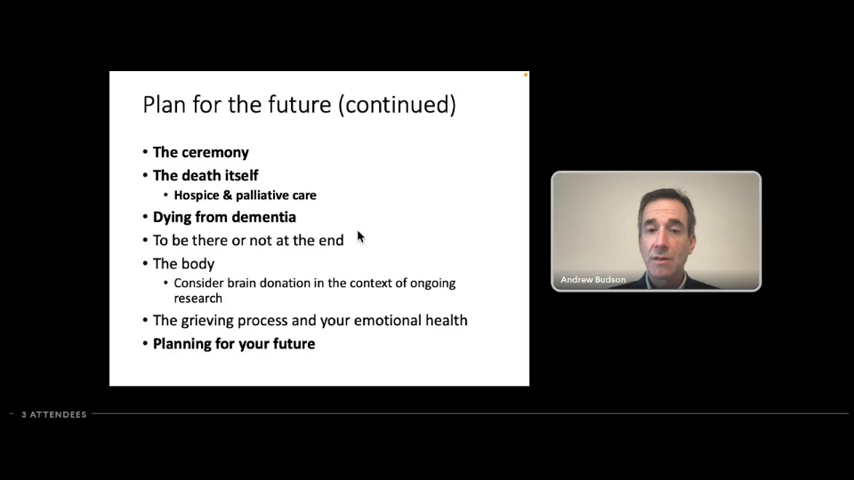 Plan for the future (continued)
• The ceremony
• The death itself
• Hospice & palliative care
• Dying from dementia
• To be there or not at the end
• The body
• Consider brain donation in the context of ongoing
research
• The grieving process and your emotional health
• Planning for your future
Andrew Budson
3 ATTENDEES